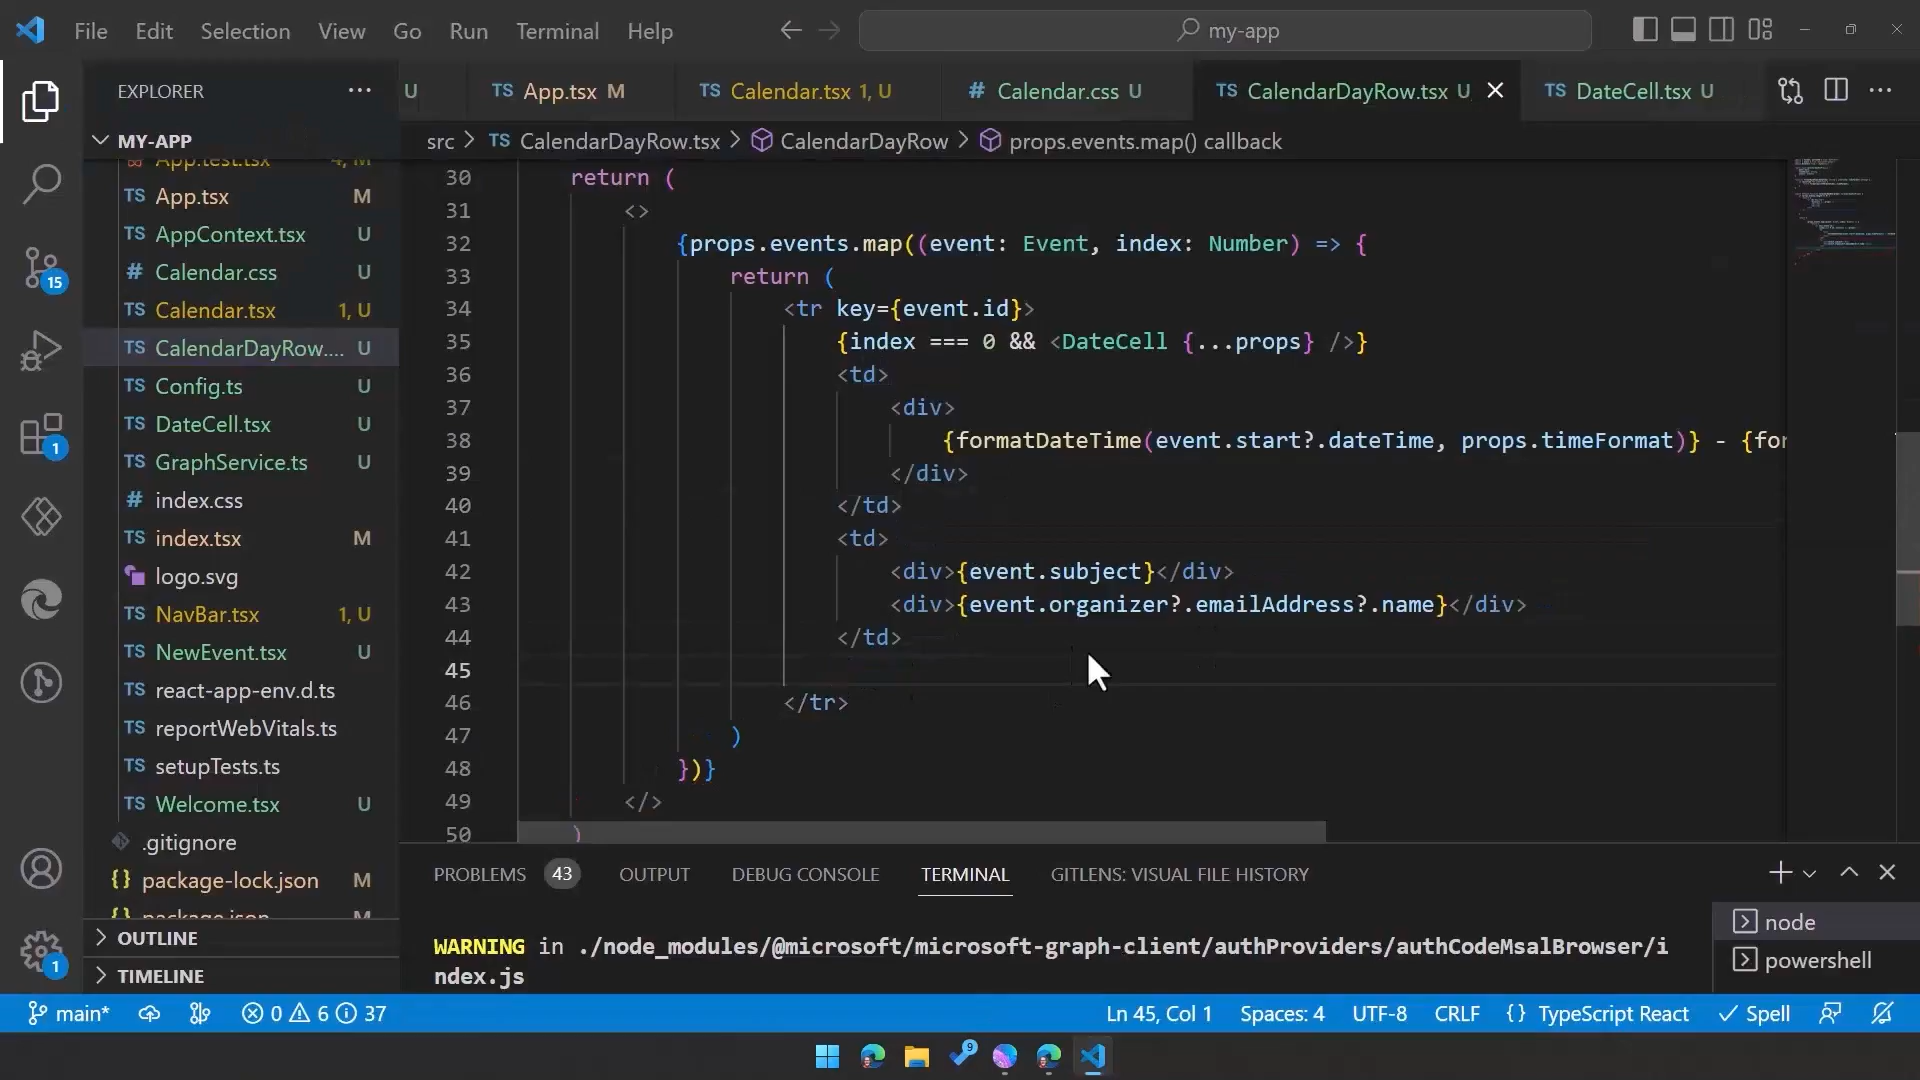 File Edit Selection View Go Run Terminal Help
my-app
EXPLORER
U
TS App.tsx M
TS Calendar.tsx 1, U
# Calendar.css U
TS CalendarDayRow.tsx U
TS DateCell.tsx U
MY-APP
src > TS CalendarDayRow.tsx > CalendarDayRow > props.events.map() callback
App.test.tsx 4, M
TS App.tsx M
TS AppContext.tsx U
# Calendar.css U
TS Calendar.tsx 1, U
TS CalendarDayRow.... U
TS Config.ts U
TS DateCell.tsx U
TS GraphService.ts U
# index.css
TS index.tsx M
logo.svg
TS NavBar.tsx 1, U
TS NewEvent.tsx U
TS react-app-env.d.ts
TS reportWebVitals.ts
TS setupTests.ts
TS Welcome.tsx U
.gitignore
{} package-lock.json M
{} package.json M
OUTLINE
TIMELINE
15
1
1
30 return (
31 <>
32 {props.events.map((event: Event, index: Number) => {
33 return (
34 <tr key={event.id}>
35 {index === 0 && <DateCell {...props} />}
36 <td>
37 <div>
38 {formatDateTime(event.start?.dateTime, props.timeFormat)} - {for
39 </div>
40 </td>
41 <td>
42 <div>{event.subject}</div>
43 <div>{event.organizer?.emailAddress?.name}</div>
44 </td>
45
46 </tr>
47 )
48 })}
49 </>
50 )
PROBLEMS 43 OUTPUT DEBUG CONSOLE TERMINAL GITLENS: VISUAL FILE HISTORY
WARNING in ./node_modules/@microsoft/microsoft-graph-client/authProviders/authCodeMsalBrowser/i
ndex.js
node
powershell
main* 0 6 37 Ln 45, Col 1 Spaces: 4 UTF-8 CRLF {} TypeScript React Spell
9